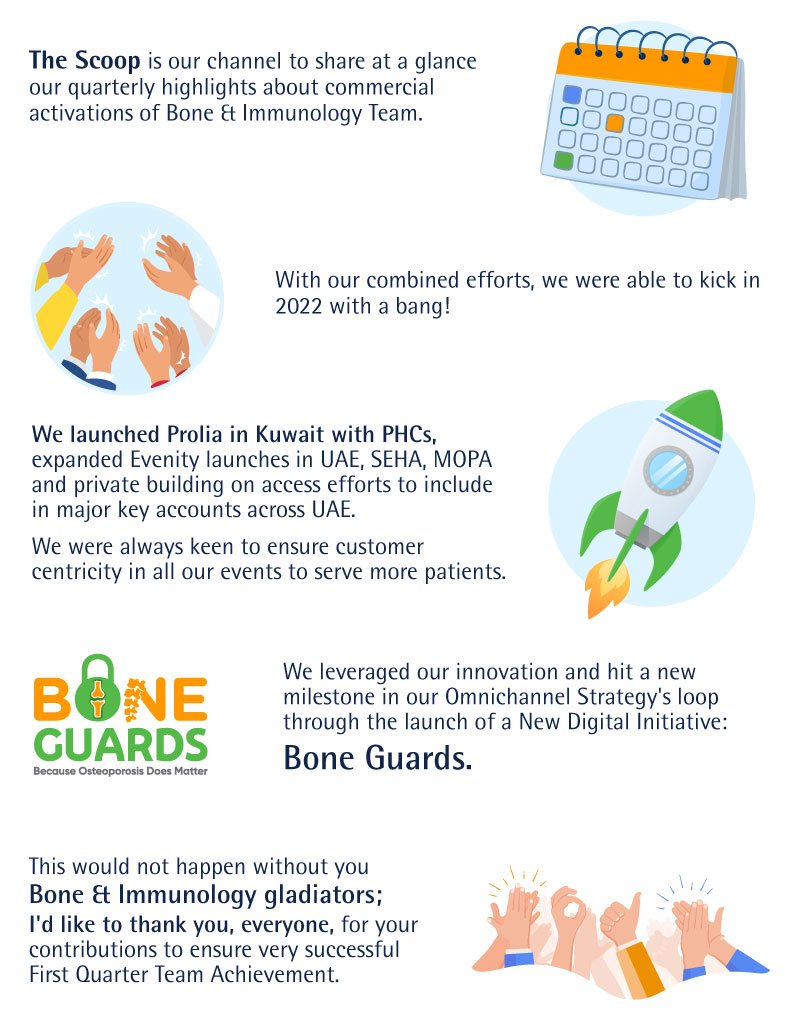 The Scoop is our channel to share at a glance
our quarterly highlights about commercial
activations of Bone & Immunology Team.
With our combined efforts, we were able to kick in
2022 with a bang!
We launched Prolia in Kuwait with PHCs,
expanded Evenity launches in UAE, SEHA, MOPA
and private building on access efforts to include
in major key accounts across UAE.
We were always keen to ensure customer
centricity in all our events to serve more patients.
BONE
GUARDS
Because Osteoporosis Does Matter
We leveraged our innovation and hit a new
milestone in our Omnichannel Strategy's loop
through the launch of a New Digital Initiative:
Bone Guards.
This would not happen without you
Bone & Immunology gladiators;
I'd like to thank you, everyone, for your
contributions to ensure very successful
First Quarter Team Achievement.